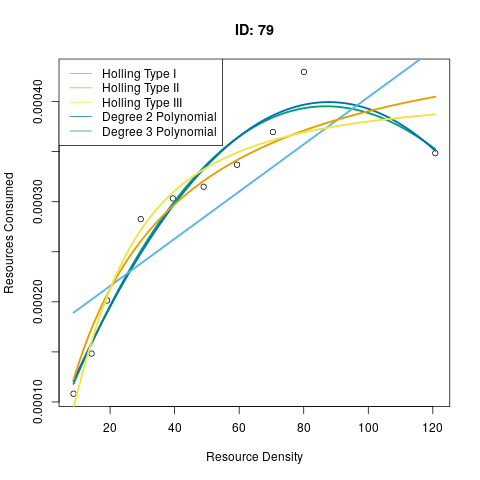 ID: 79
Holling Type I
Holling Type II
Holling Type III
Degree 2 Polynomial
Degree 3 Polynomial
Resources Consumed
0.00040
0.00030
0.00020
0.00010
20 40 60 80 100 120
Resource Density